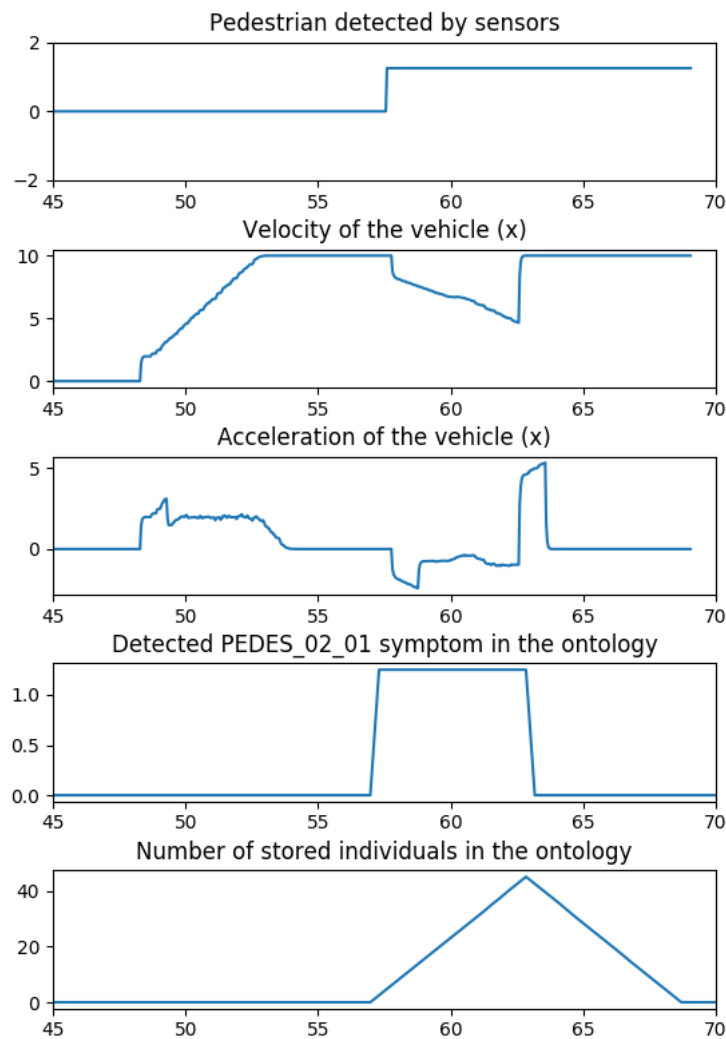 Pedestrian detected by sensors
2
0
−2
45 50 55 60 65 70
Velocity of the vehicle (x)
10
5
0
45 50 55 60 65 70
Acceleration of the vehicle (x)
5
0
45 50 55 60 65 70
Detected PEDES_02_01 symptom in the ontology
1.0
0.5
0.0
45 50 55 60 65 70
Number of stored individuals in the ontology
40
20
0
45 50 55 60 65 70